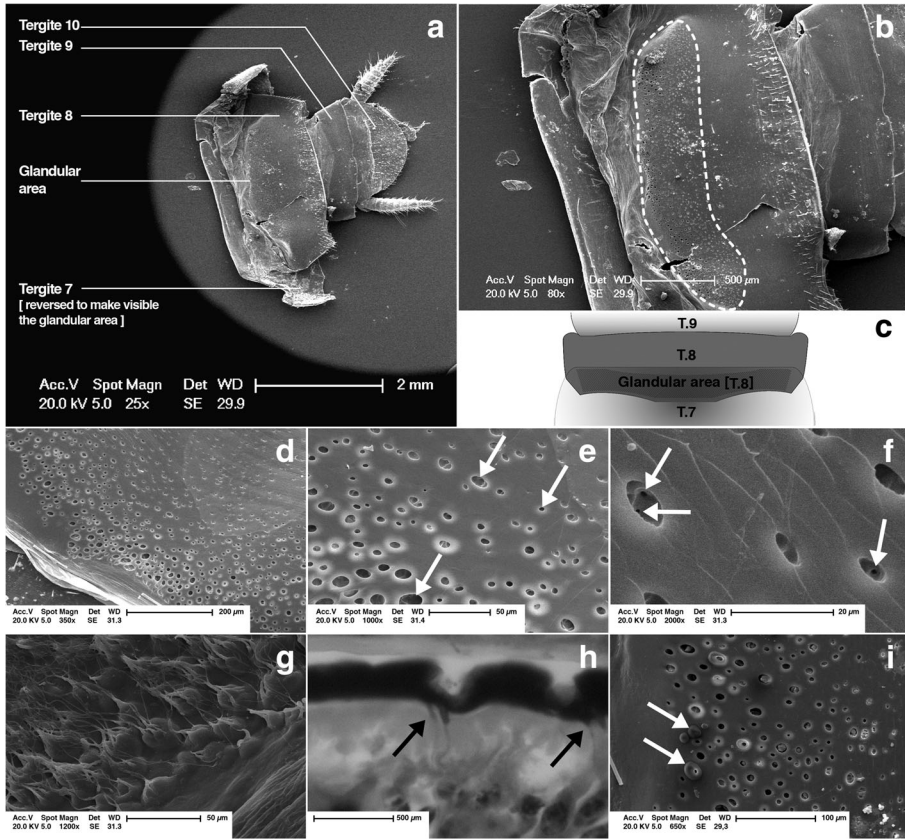 a
Tergite 10
Tergite 9
Tergite 8
Glandular
area
Tergite 7
[ reversed to make visible
the glandular area ]
Acc.V Spot Magn Det WD
20.0 kV 5.0 25x SE 29.9
2 mm
b
Acc.V Spot Magn Det WD
20.0 kV 5.0 80x SE 29.9
500 µm
c
T.9
T.8
Glandular area [T.8]
T.7
d
Acc.V Spot Magn Det WD
20.0 KV 5.0 350x SE 31.3
200 µm
e
Acc.V Spot Magn Det WD
20.0 KV 5.0 1000x SE 31.4
50 µm
f
Acc.V Spot Magn Det WD
20.0 KV 5.0 2000x SE 31.3
20 µm
g
Acc.V Spot Magn Det WD
20.0 KV 5.0 1200x SE 31.3
50 µm
h
500 µm
i
Acc.V Spot Magn Det WD
20.0 KV 5.0 650x SE 29,3
100 µm